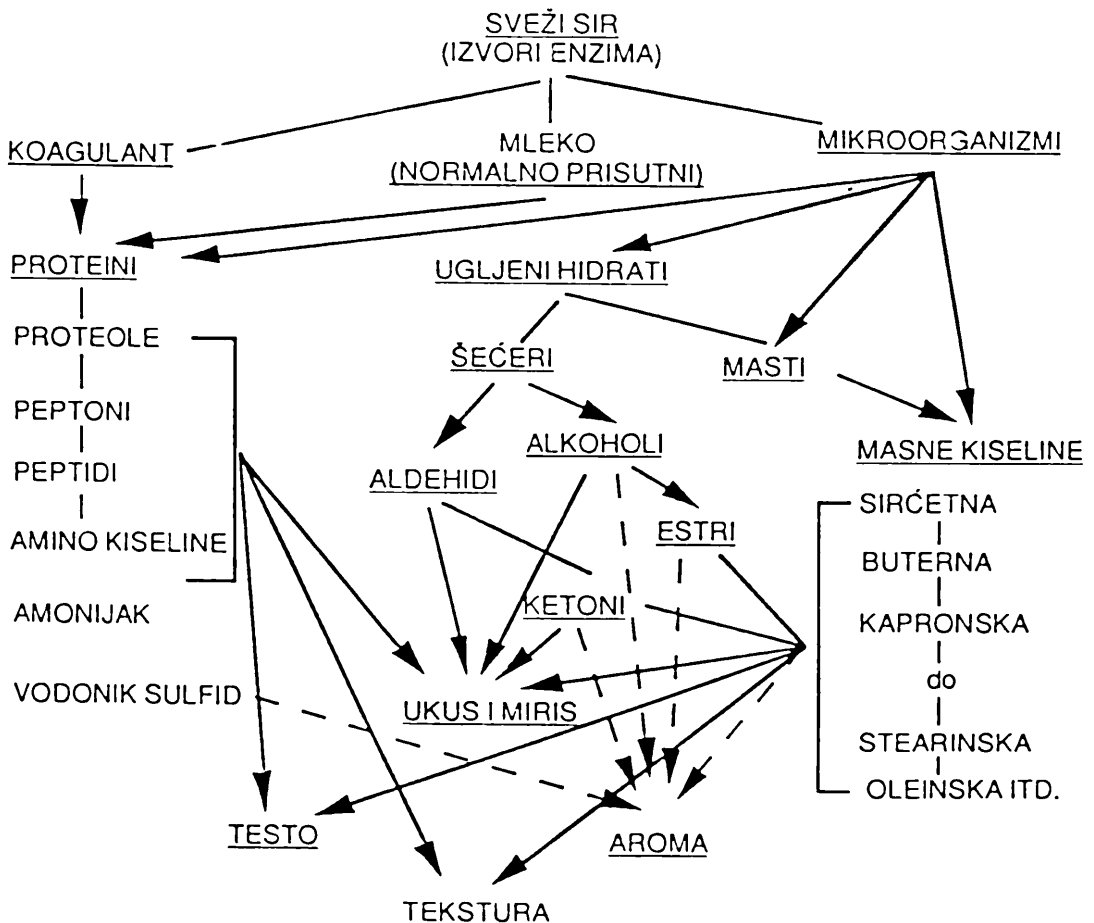 SVEŽI SIR
(IZVORI ENZIMA)
KOAGULANT
MLEKO
(NORMALNO PRISUTNI)
MIKROORGANIZMI
PROTEINI
UGLJENI HIDRATI
PROTEOLE
ŠEĆERI
MASTI
PEPTONI
ALKOHOLI
MASNE KISELINE
PEPTIDI
ALDEHIDI
SIRĆETNA
AMINO KISELINE
ESTRI
BUTERNA
AMONIJAK
KETONI
KAPRONSKA
do
VODONIK SULFID
UKUS I MIRIS
STEARINSKA
OLEINSKA ITD.
TESTO
AROMA
TEKSTURA